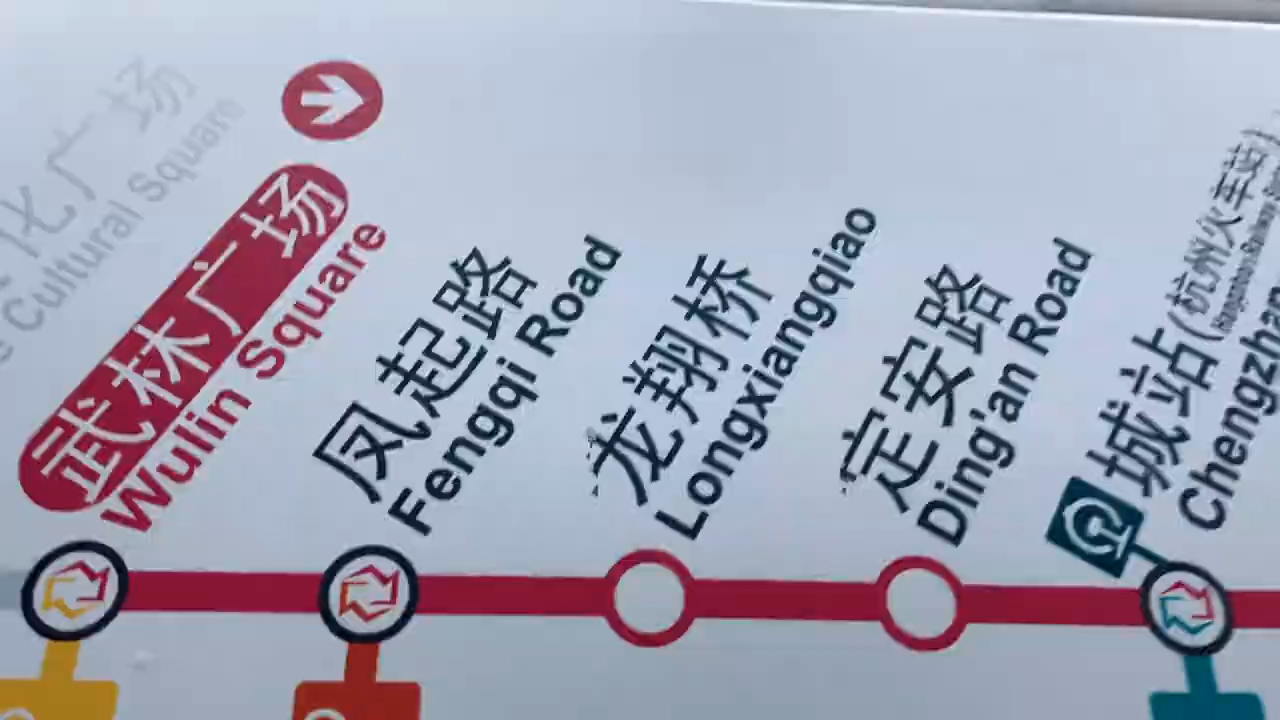 化广场
Cultural Square
武林广场
Wulin Square
凤起路
Fengqi Road
龙翔桥
Longxiangqiao
定安路
Ding'an Road
城站(杭州火车站)
Chengzhan